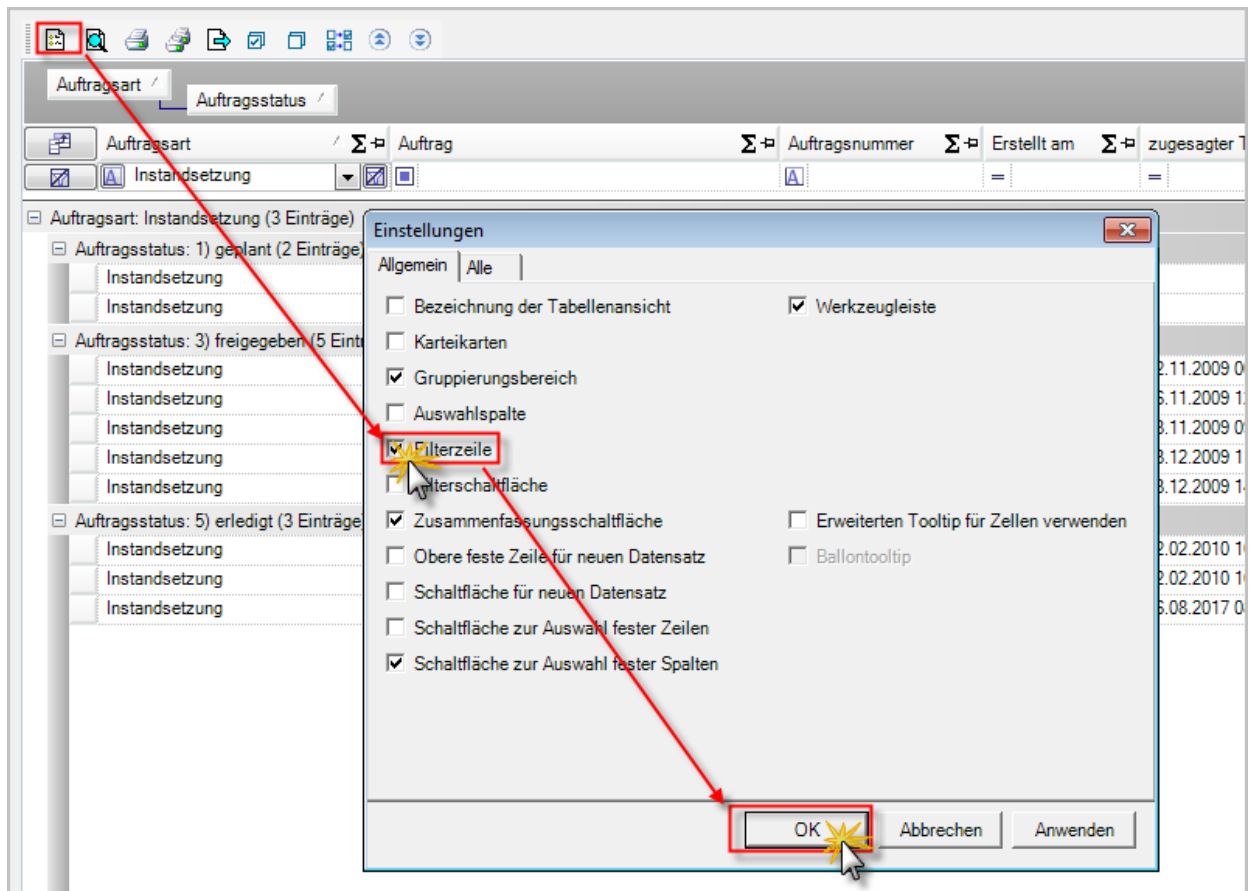 Auftragsart
Auftragsstatus
Auftragsart Auftrag Auftragsnummer Erstellt am zugesagter
Instandsetzung
Auftragsart: Instandsetzung (3 Einträge)
Einstellungen
Auftragsstatus: 1) geplant (2 Einträge)
Allgemein Alle
Instandsetzung
Bezeichnung der Tabellenansicht Werkzeugleiste
Instandsetzung
Auftragsstatus: 3) freigegeben (5
Karteikarten
Instandsetzung
Gruppierungsbereich
Instandsetzung
Auswahlspalte
Instandsetzung
Filterzeile
Instandsetzung
Filterschaltfläche
Instandsetzung
Auftragsstatus: 5) erledigt (3 Einträge
Zusammenfassungsschaltfläche Erweiterten Tooltip für Zellen verwenden
Instandsetzung
Obere feste Zeile für neuen Datensatz Ballontooltip
Instandsetzung
Schaltfläche für neuen Datensatz
Instandsetzung
Schaltfläche zur Auswahl fester Zeilen
Schaltfläche zur Auswahl fester Spalten
OK Abbrechen Anwenden